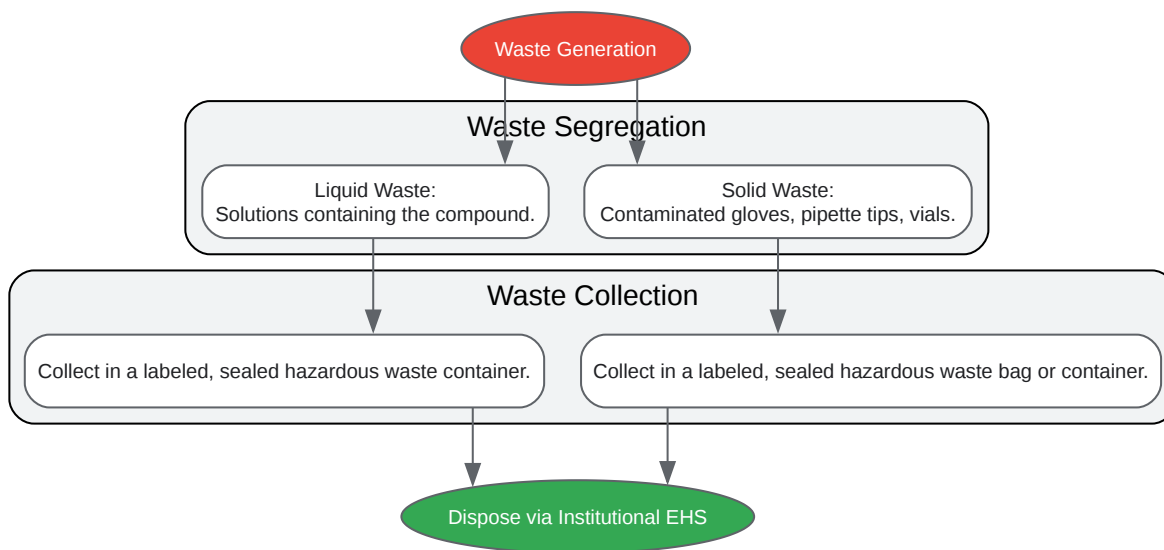 Waste Generation
Waste Segregation
Liquid Waste:
Solutions containing the compound.
Solid Waste:
Contaminated gloves, pipette tips, vials.
Waste Collection
Collect in a labeled, sealed hazardous waste container.
Collect in a labeled, sealed hazardous waste bag or container.
Dispose via Institutional EHS